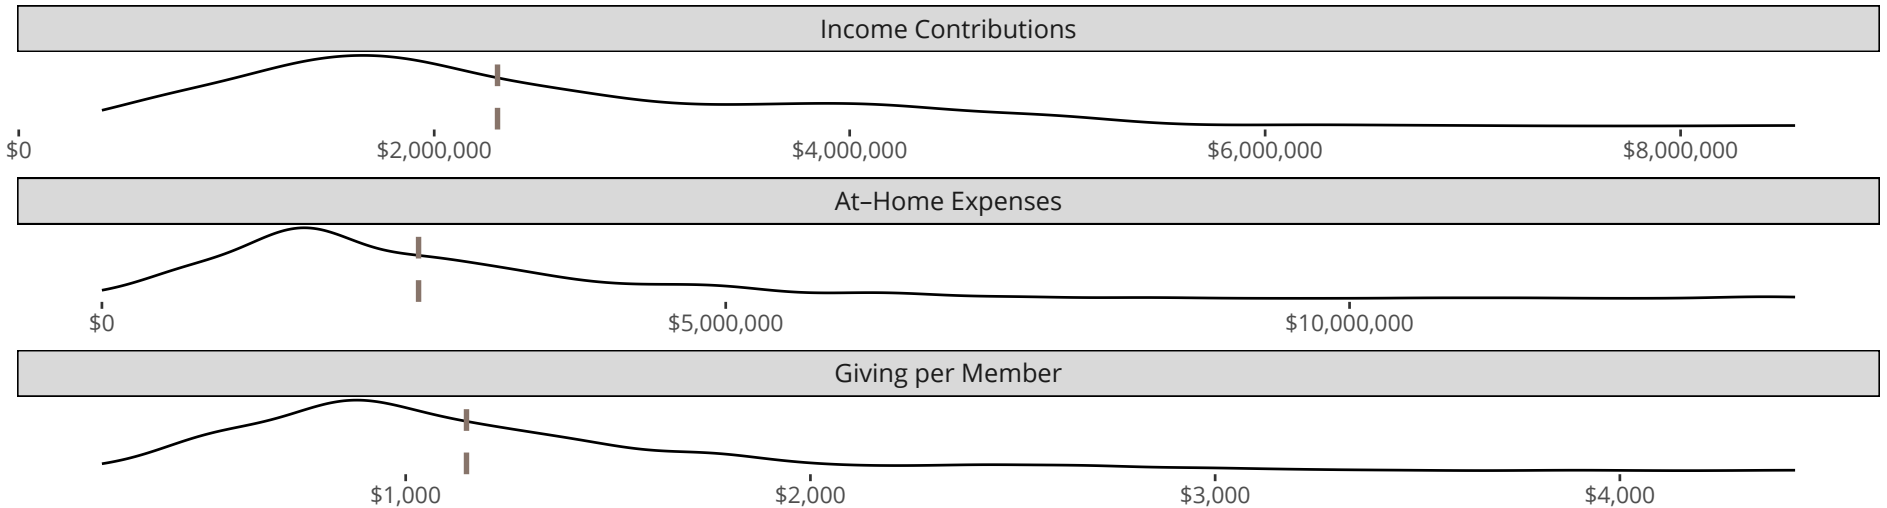 Income Contributions
$0 $2,000,000 $4,000,000 $6,000,000 $8,000,000
At–Home Expenses
$0 $5,000,000 $10,000,000
Giving per Member
$1,000 $2,000 $3,000 $4,000